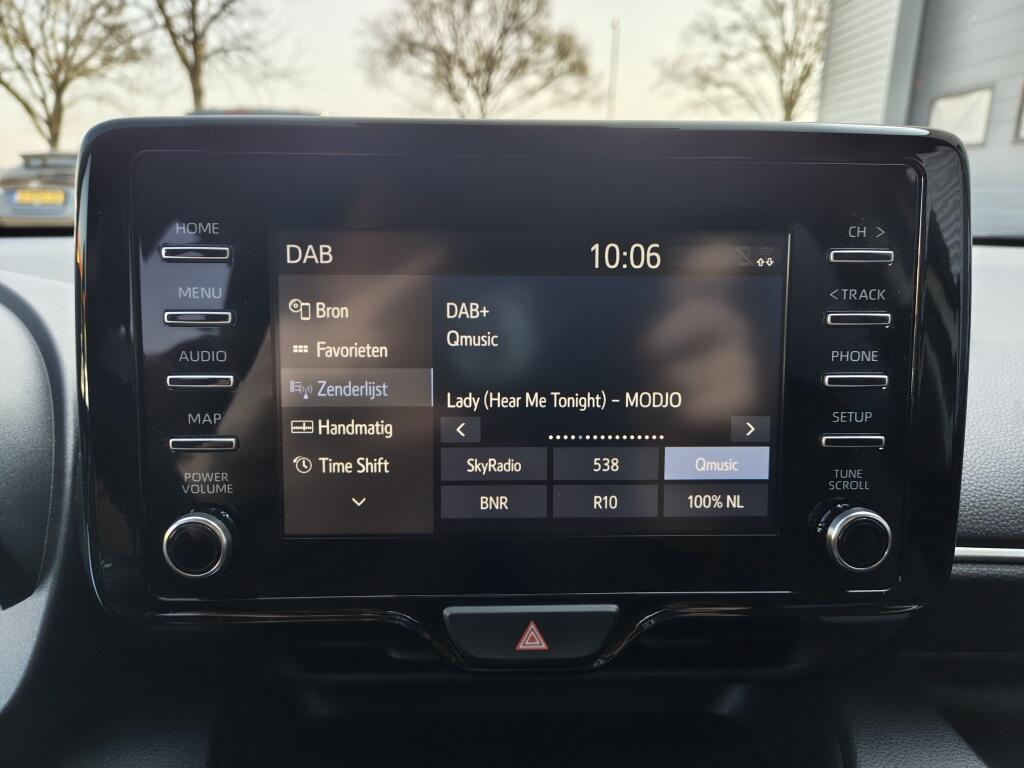 HOME
MENU
AUDIO
MAP
POWER
VOLUME
DAB
10:06
Bron
Favorieten
Zenderlijst
Handmatig
Time Shift
DAB+
Qmusic
Lady (Hear Me Tonight) – MODJO
< >
SkyRadio 538 Qmusic
BNR R10 100% NL
CH >
< TRACK
PHONE
SETUP
TUNE
SCROLL